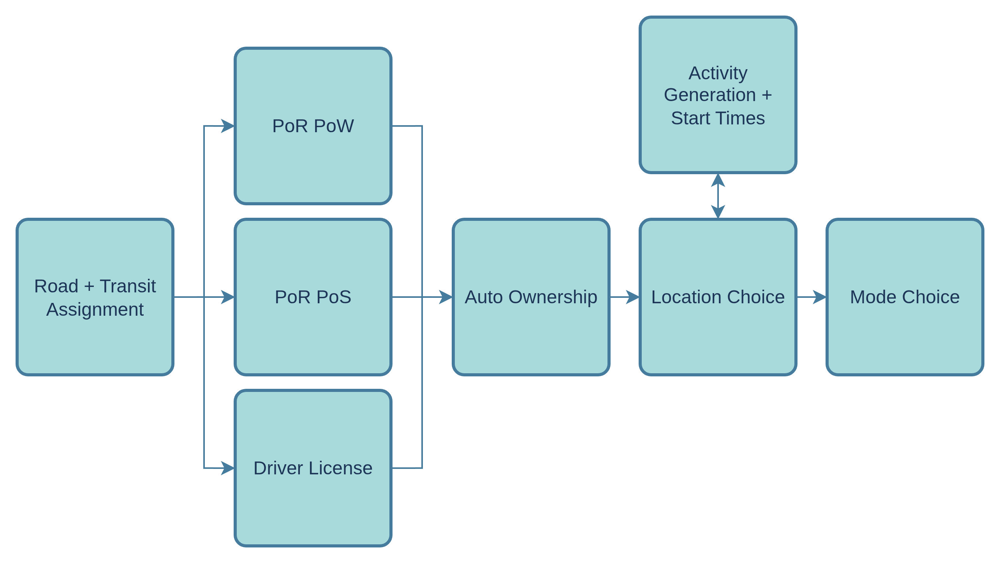 Road + Transit
Assignment
PoR PoW
PoR PoS
Driver License
Auto Ownership
Activity
Generation +
Start Times
Location Choice
Mode Choice